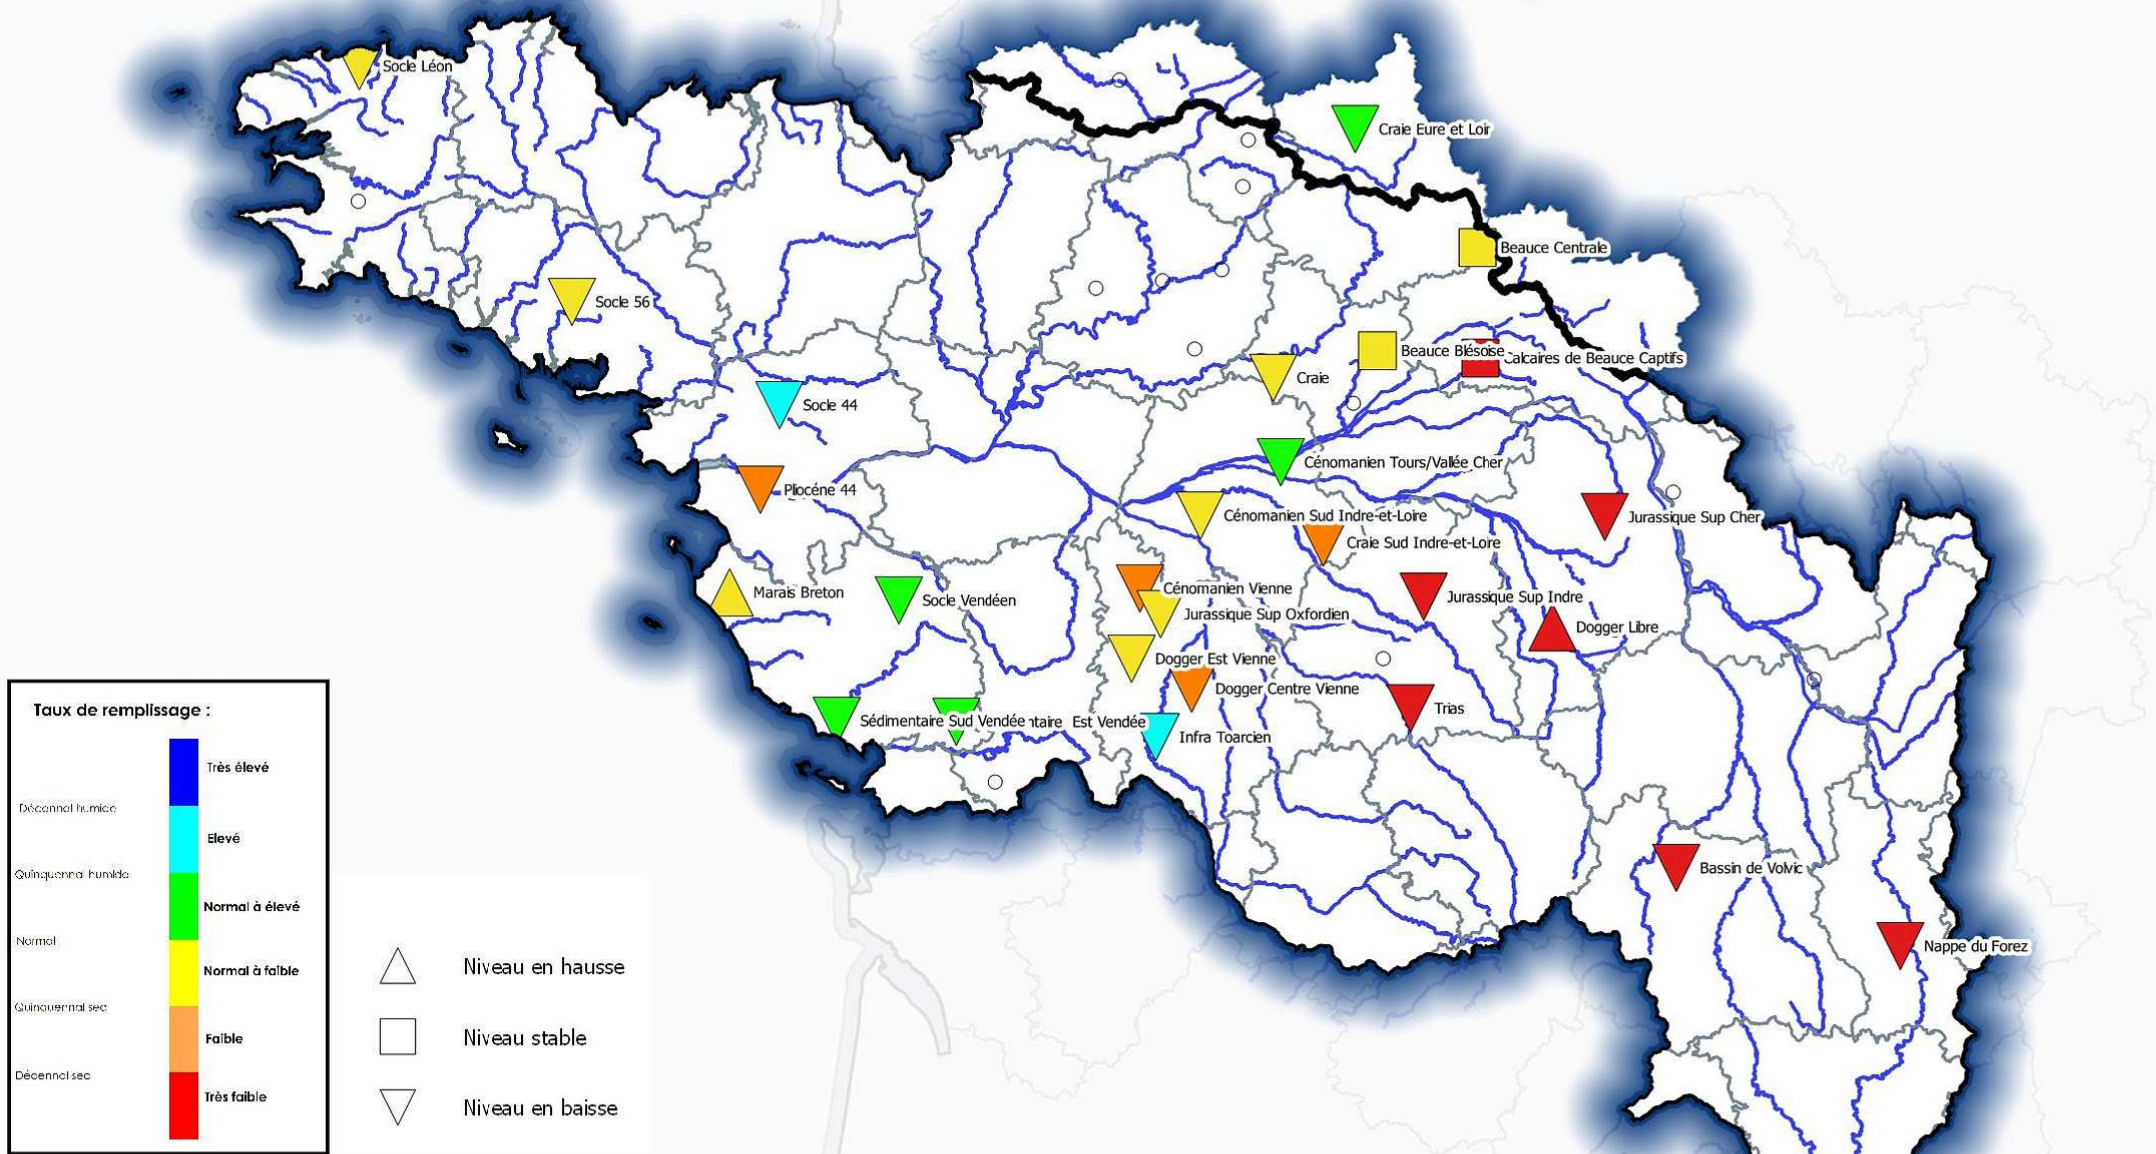 Socle Léon
Craie Eure et Loir
Beauce Centrale
Socle 56
Beauce Blésoise
Calcaires de Beauce Captifs
Craie
Socle 44
Cénomanien Tours/Vallée Cher
Pliocéne 44
Cénomanien Sud Indre-et-Loire
Jurassique Sup Cher
Craie Sud Indre-et-Loire
Cénomanien Vienne
Marais Breton
Jurassique Sup Indre
Socle Vendéen
Jurassique Sup Oxfordien
Dogger Libre
Dogger Est Vienne
Dogger Centre Vienne
Trias
Sédimentaire Sud Vendée
ntaire Est Vendée
Infra Toarcien
Bassin de Volvic
Nappe du Forez
Taux de remplissage :
Très élevé
Décennal humide
Elevé
Quinquennal humide
Normal à élevé
Normal
Normal à faible
Quinquennal sec
Faible
Décennal sec
Très faible
Niveau en hausse
Niveau stable
Niveau en baisse